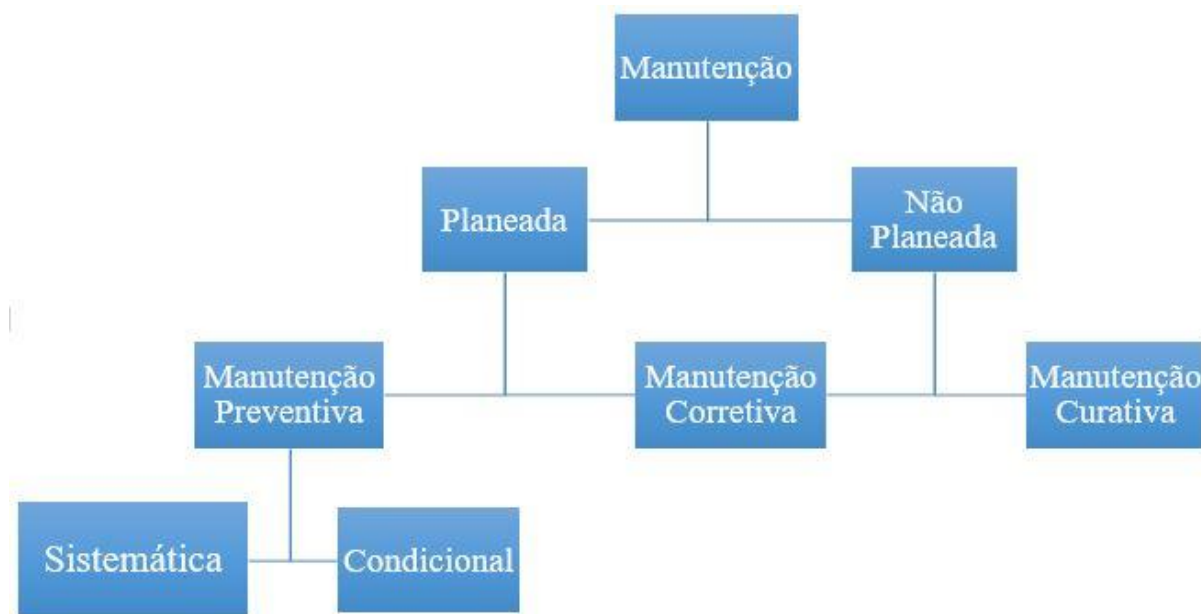 Manutenção
Planeada
Não
Planeada
Manutenção
Preventiva
Manutenção
Corretiva
Manutenção
Curativa
Sistemática
Condicional